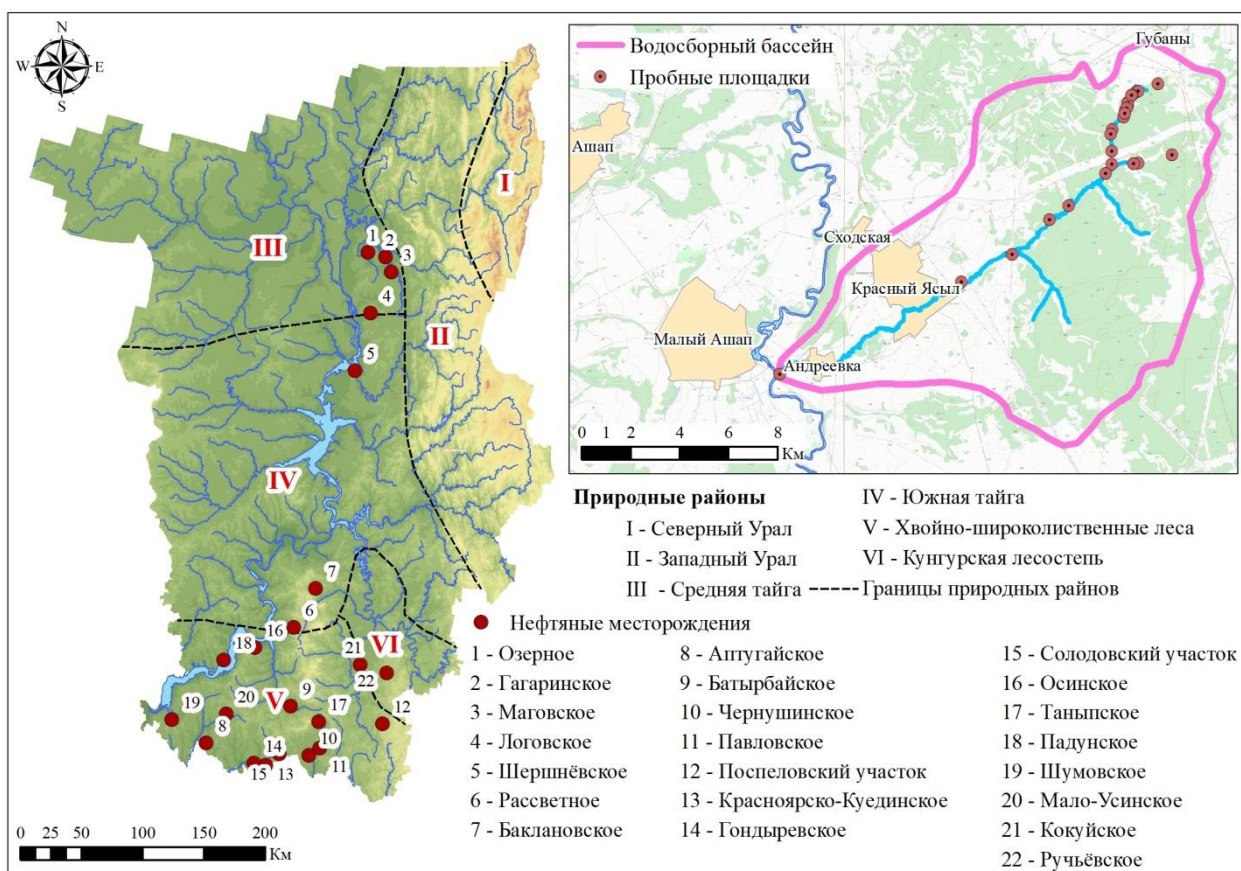 N
W E
S
I
III
1
2
3
4
II
5
IV
7
6
16
18
21
VI
22
19
20
V
9
17
12
8
10
14
15
13
11
0 25 50 100 150 200
Км
Водосборный бассейн
Пробные площадки
Губаны
Ашап
Сходская
Красный Ясыл
Малый Ашап
Андреевка
0 1 2 4 6 8
Км
Природные районы
I - Северный Урал
II - Западный Урал
III - Средняя тайга
IV - Южная тайга
V - Хвойно-широколиственные леса
VI - Кунгурская лесостепь
Границы природных райнов
Нефтяные месторождения
1 - Озерное
2 - Гагаринское
3 - Маговское
4 - Логовское
5 - Шершнёвское
6 - Рассветное
7 - Баклановское
8 - Аптугайское
9 - Батырбайское
10 - Чернушинское
11 - Павловское
12 - Поспеловский участок
13 - Красноярско-Куединское
14 - Гондыревское
15 - Солодовский участок
16 - Осинское
17 - Таныпское
18 - Падунское
19 - Шумовское
20 - Мало-Усинское
21 - Кокуйское
22 - Ручьёвское